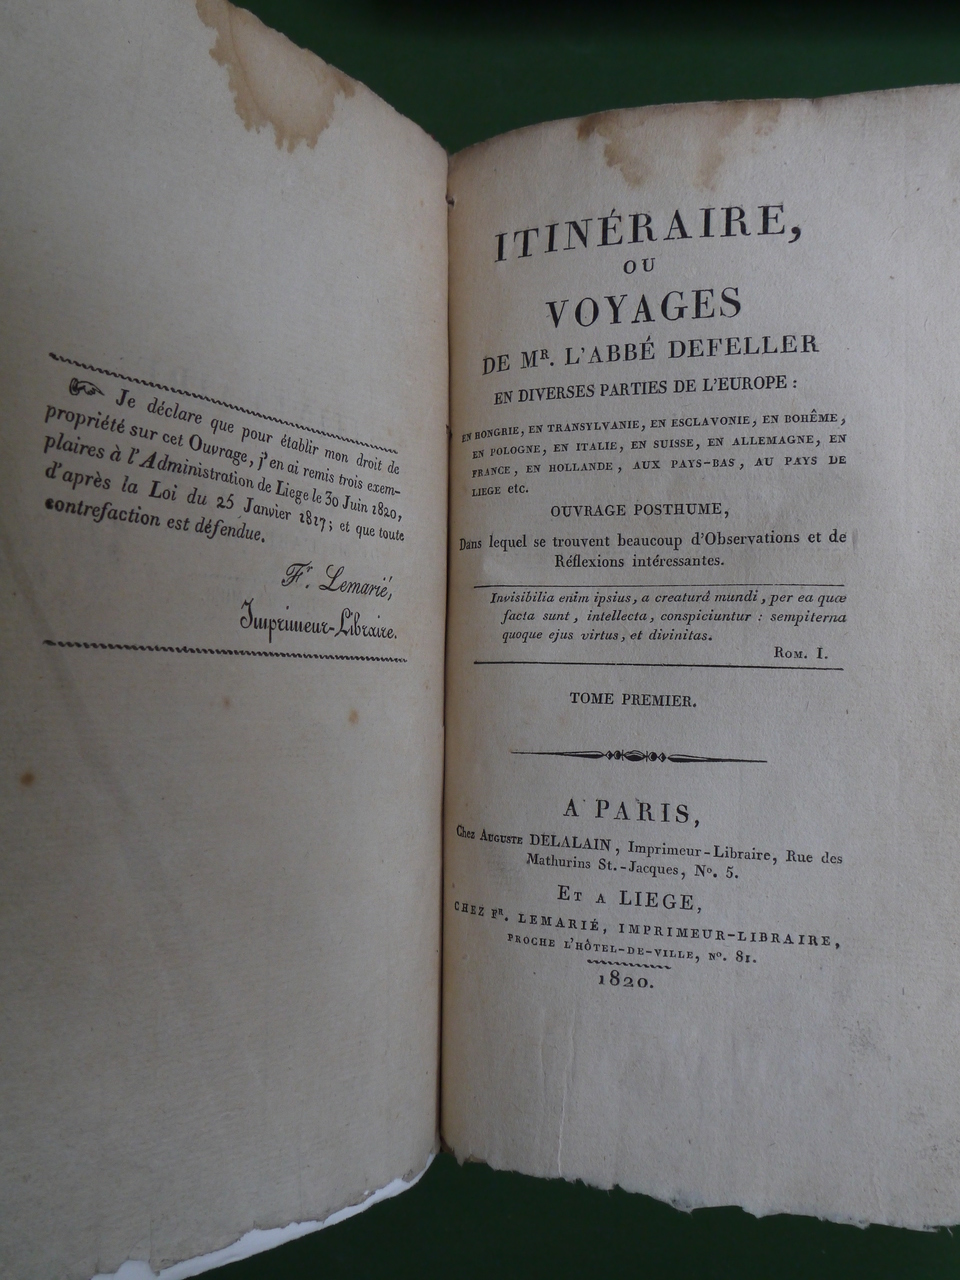 Je déclare que pour établir mon droit de
propriété sur cet Ouvrage, j'en ai remis trois exem-
plaires à l'Administration de Liege le 30 Juin 1820,
d'après la Loi du 25 Janvier 1817; et que toute
contrefaction est défendue.
Fr. Lemarié,
Imprimeur-Libraire.
ITINÉRAIRE,
OU
VOYAGES
DE MR. L'ABBÉ DEFELLER
EN DIVERSES PARTIES DE L'EUROPE :
EN HONGRIE, EN TRANSYLVANIE, EN ESCLAVONIE, EN BOHÊME,
EN POLOGNE, EN ITALIE, EN SUISSE, EN ALLEMAGNE, EN
FRANCE, EN HOLLANDE, AUX PAYS-BAS, AU PAYS DE
LIEGE etc.
OUVRAGE POSTHUME,
Dans lequel se trouvent beaucoup d'Observations et de
Réflexions intéressantes.
Invisibilia enim ipsius, a creaturâ mundi, per ea quæ
facta sunt, intellecta, conspiciuntur : sempiterna
quoque ejus virtus, et divinitas.
ROM. I.
TOME PREMIER.
A PARIS,
Chez AUGUSTE DELALAIN, Imprimeur-Libraire, Rue des
Mathurins St.-Jacques, No. 5.
ET A LIEGE,
CHEZ FR. LEMARIÉ, IMPRIMEUR-LIBRAIRE,
PROCHE L'HÔTEL-DE-VILLE, NO. 81.
1820.